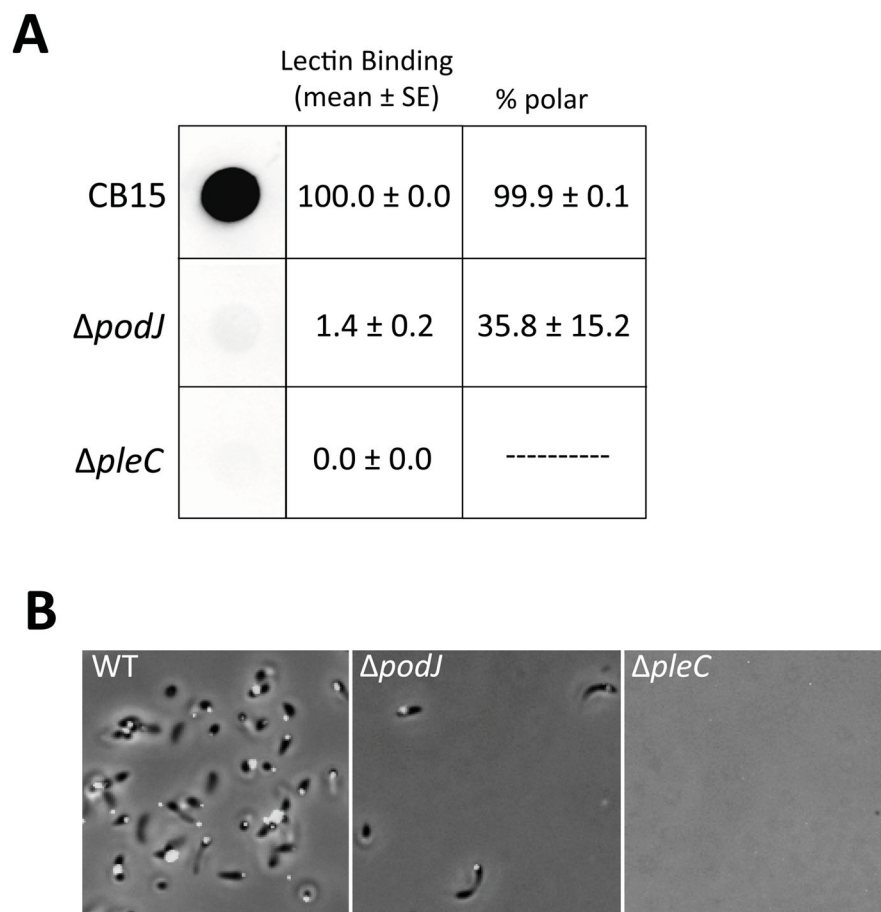 A
Lectin Binding
(mean ± SE)
% polar
CB15
100.0 ± 0.0
99.9 ± 0.1
ΔpodJ
1.4 ± 0.2
35.8 ± 15.2
ΔpleC
0.0 ± 0.0
----------
B
WT
ΔpodJ
ΔpleC